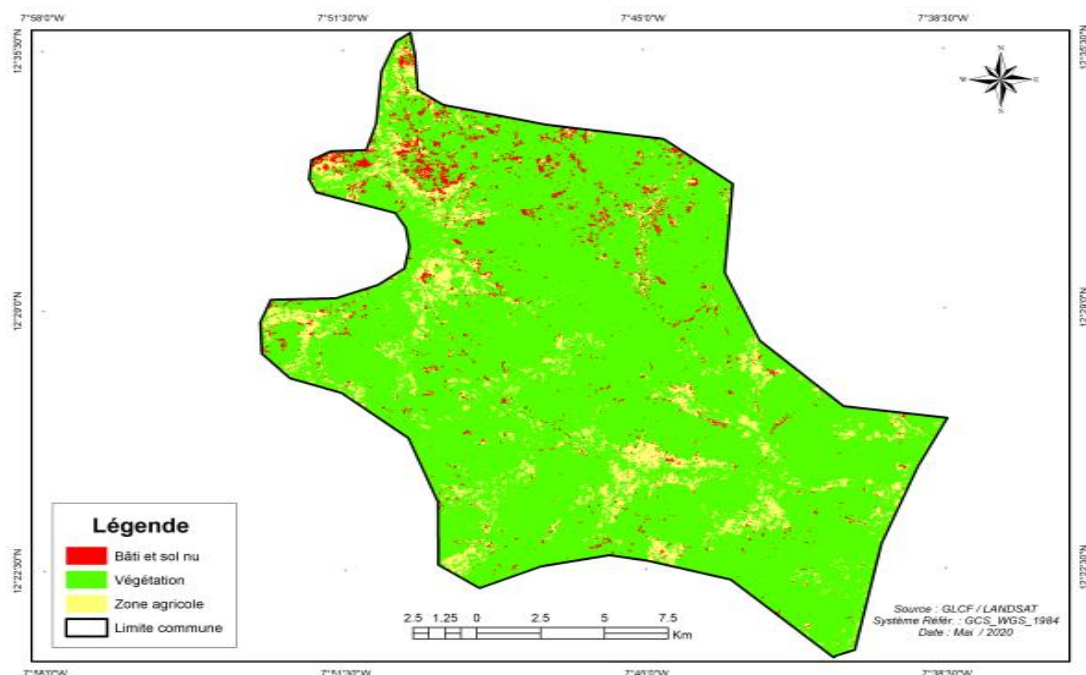 7°58'0"W 7°51'30"W 7°45'0"W 7°38'30"W
12°35'30"N
12°35'30"N
N
W E
S
12°29'0"N
12°29'0"N
12°22'30"N
12°22'30"N
Légende
Bâti et sol nu
Végétation
Zone agricole
Limite commune
2.5 1.25 0 2.5 5 7.5
Km
Source : GLCF / LANDSAT
Système Référ. : GCS_WGS_1984
Date : Mai / 2020
7°58'0"W 7°51'30"W 7°45'0"W 7°38'30"W